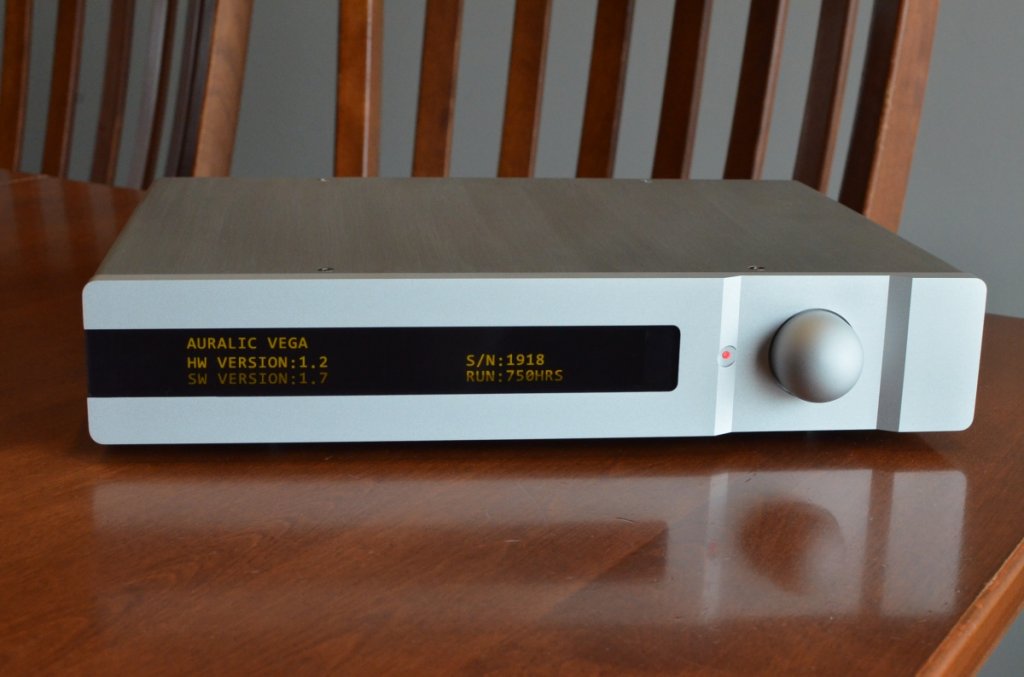 AURALIC VEGA
HW VERSION:1.2 S/N:1918
SW VERSION:1.7 RUN:750HRS